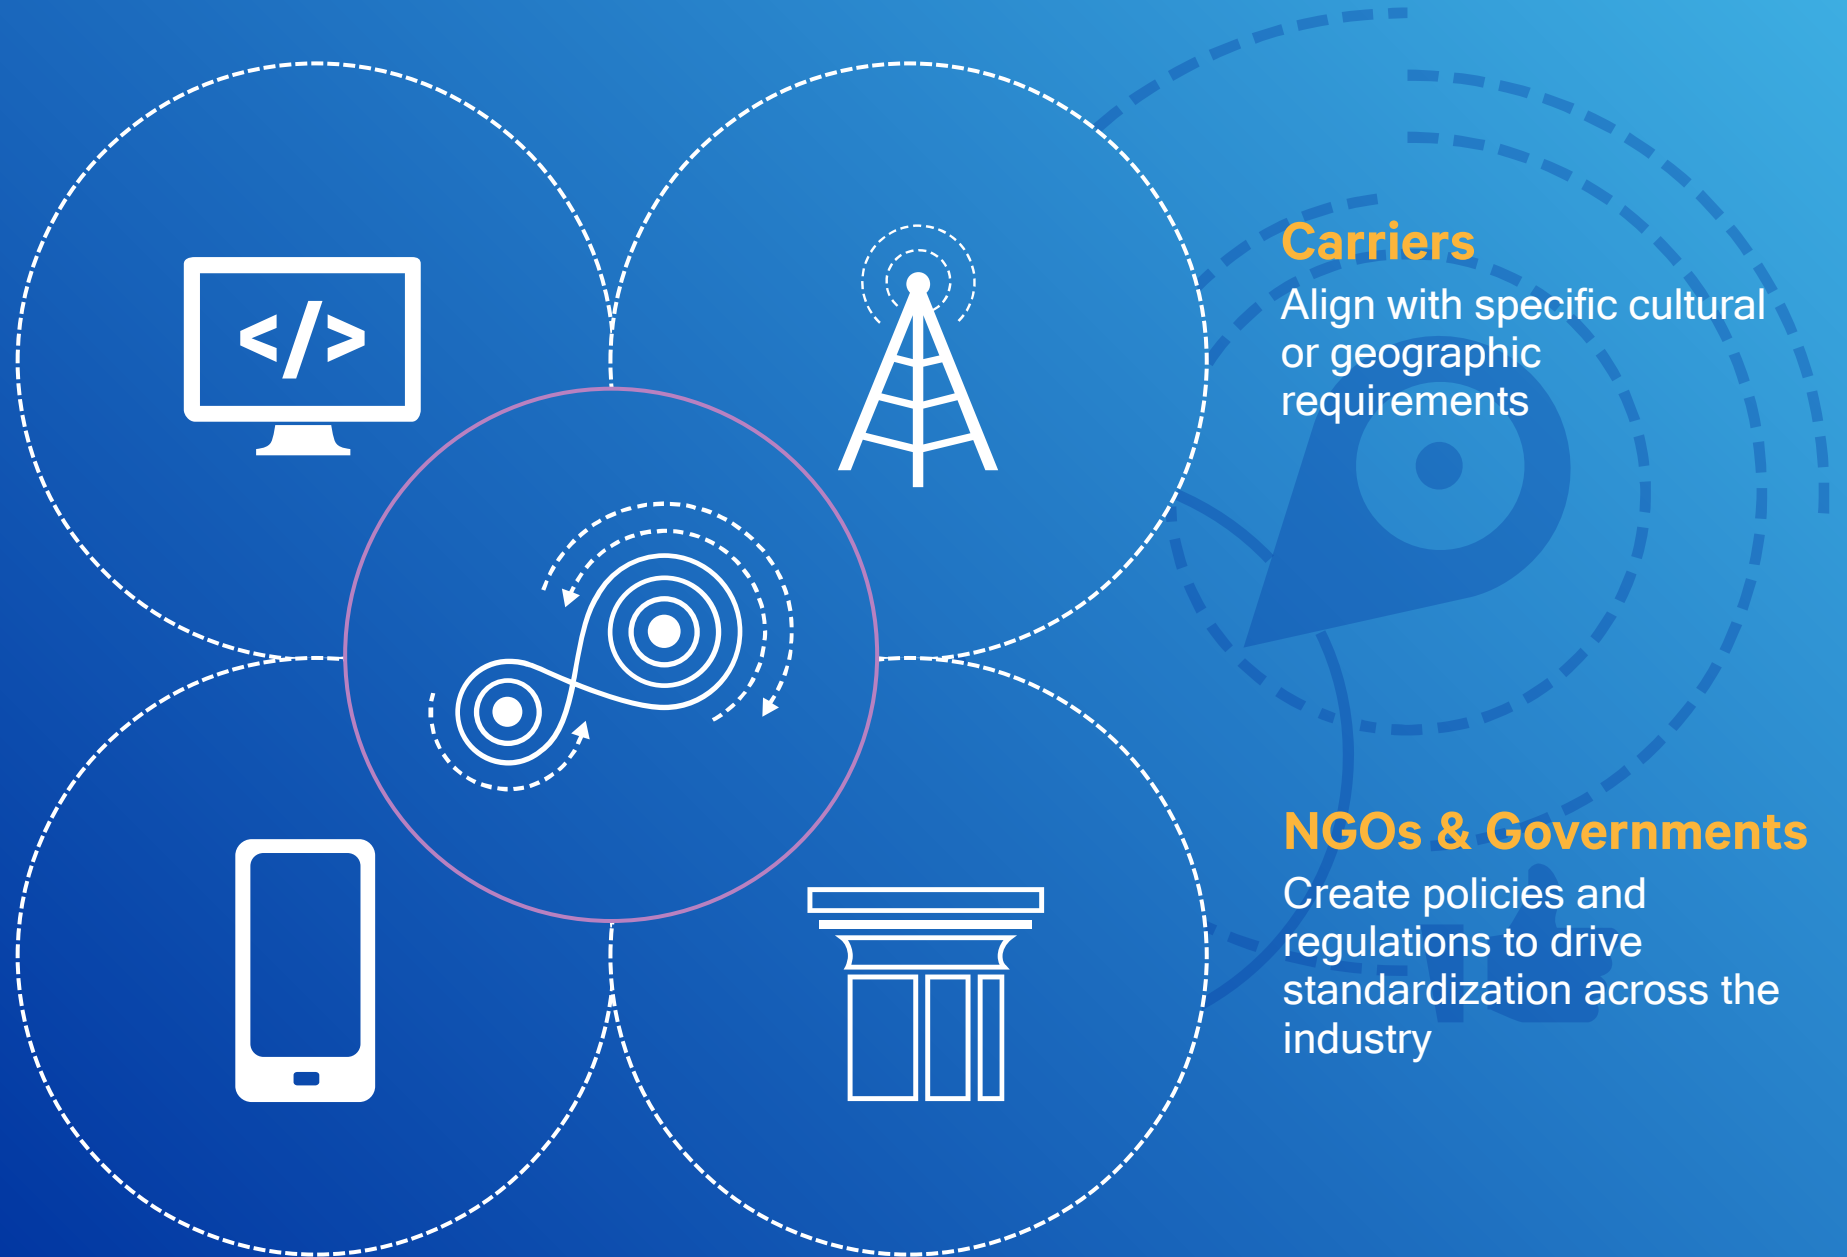 </>
Carriers
Align with specific cultural
or geographic
requirements
NGOs & Governments
Create policies and
regulations to drive
standardization across the
industry